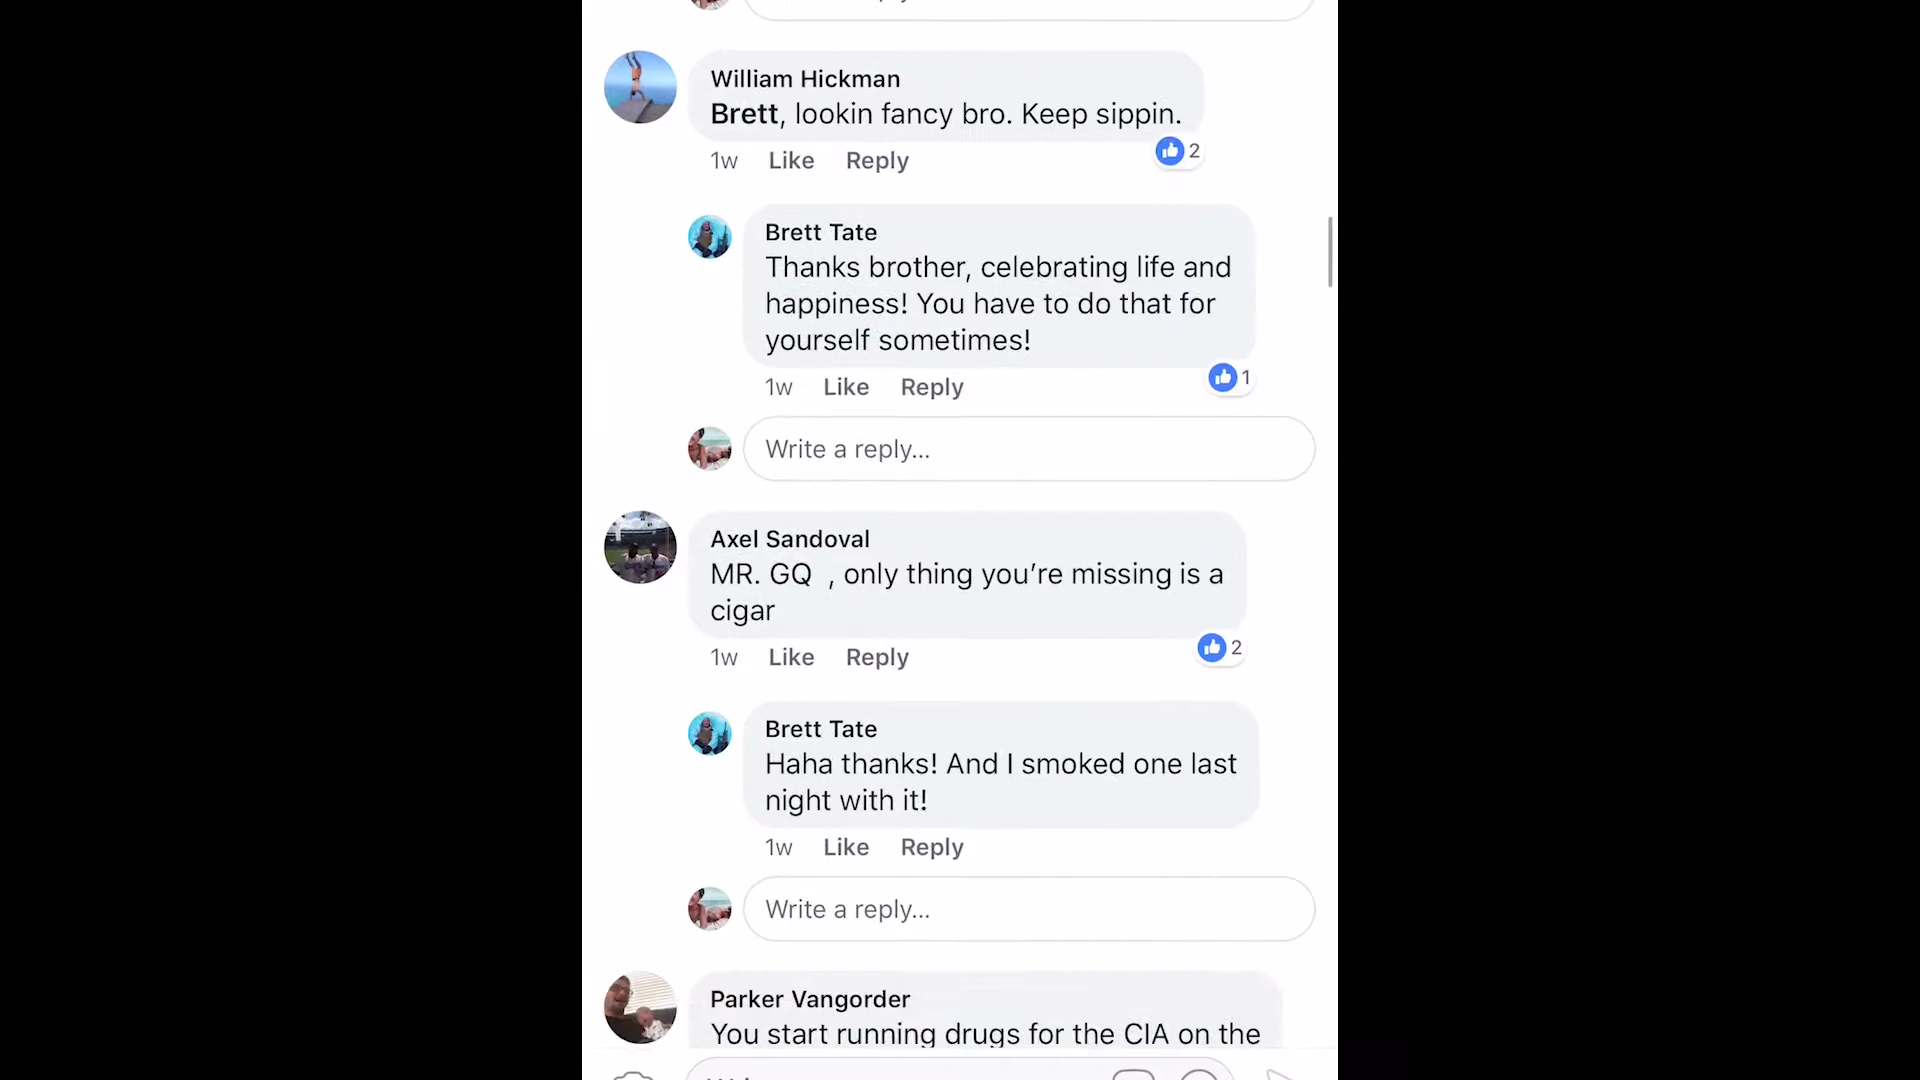 William Hickman
Brett, lookin fancy bro. Keep sippin.
1w Like Reply 2
Brett Tate
Thanks brother, celebrating life and
happiness! You have to do that for
yourself sometimes!
1w Like Reply 1
Write a reply...
Axel Sandoval
MR. GQ , only thing you’re missing is a
cigar
1w Like Reply 2
Brett Tate
Haha thanks! And I smoked one last
night with it!
1w Like Reply
Write a reply...
Parker Vangorder
You start running drugs for the CIA on the